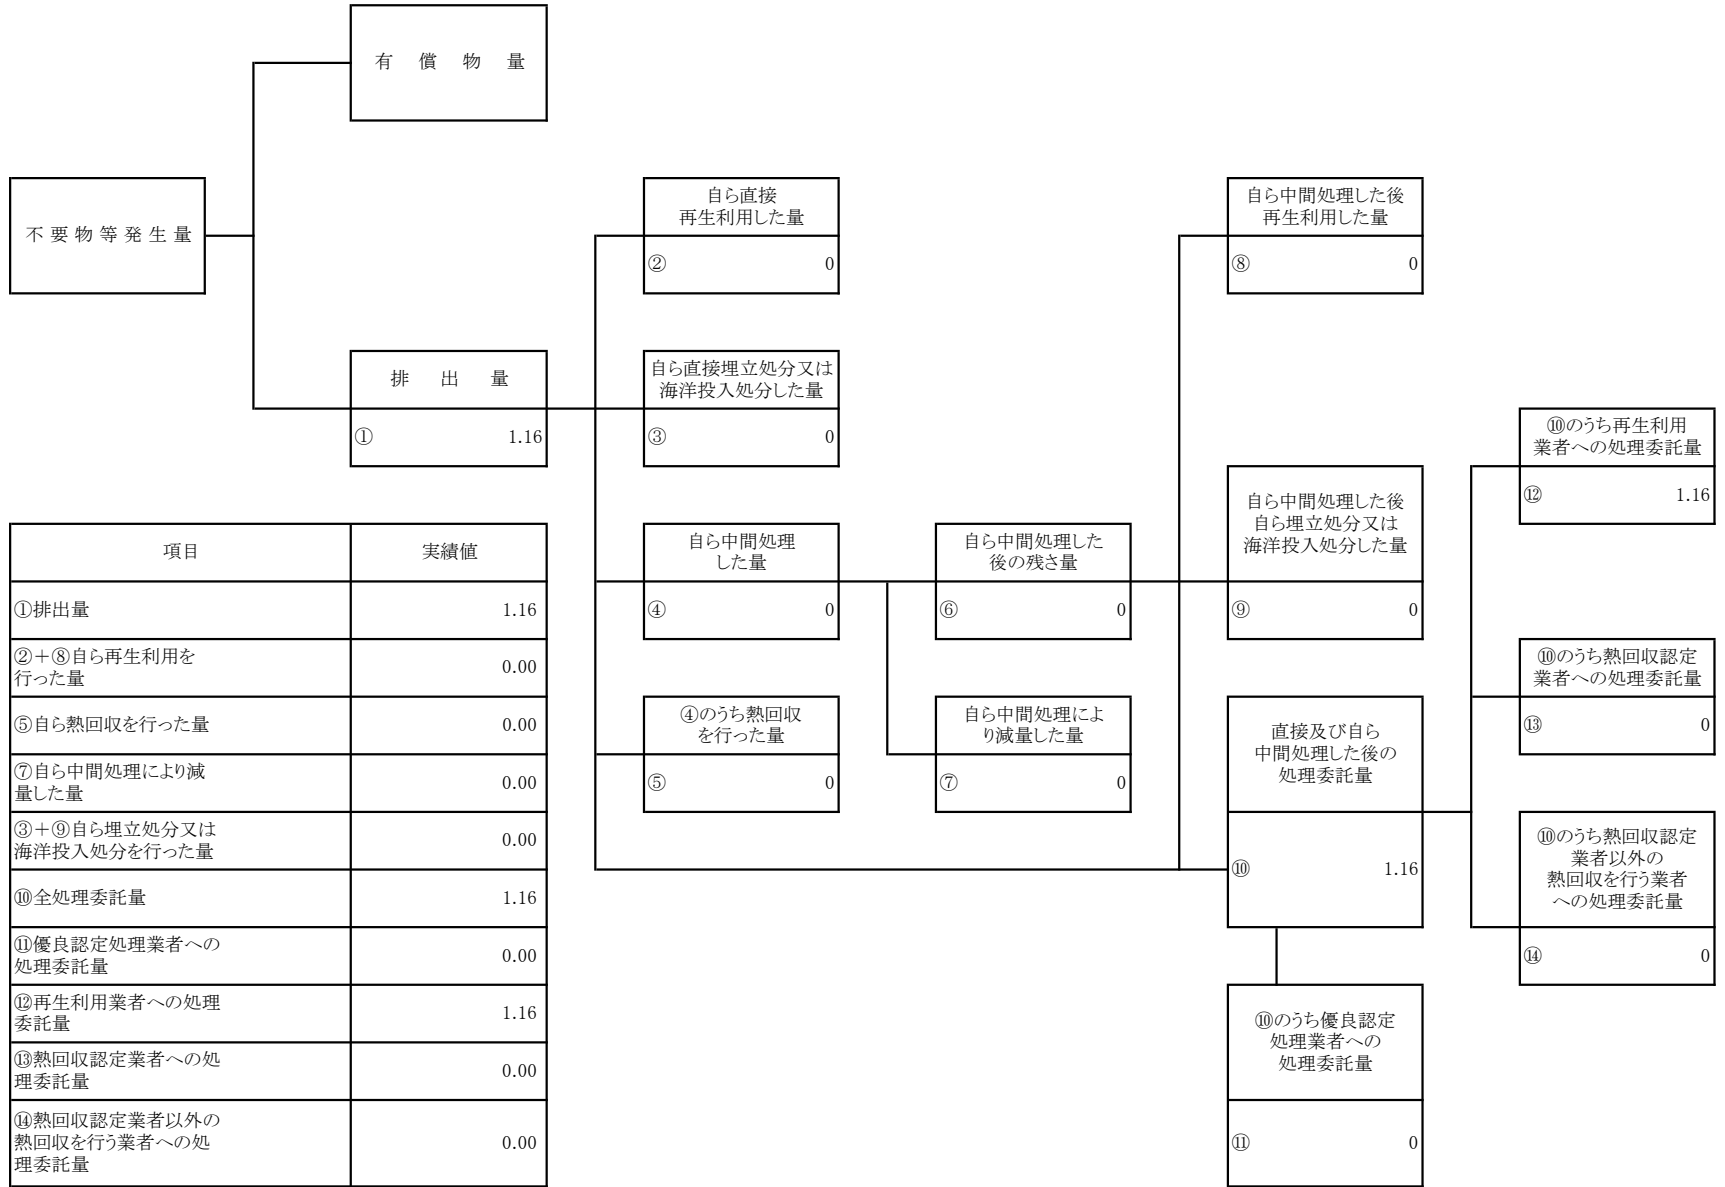 有償物量
不要物等発生量
自ら直接
再生利用した量
② 0
自ら中間処理した後
再生利用した量
⑧ 0
排出量
① 1.16
自ら直接埋立処分又は
海洋投入処分した量
③ 0
⑩のうち再生利用
業者への処理委託量
⑫ 1.16
自ら中間処理した後
自ら埋立処分又は
海洋投入処分した量
⑨ 0
自ら中間処理
した量
④ 0
自ら中間処理した
後の残さ量
⑥ 0
⑩のうち熱回収認定
業者への処理委託量
⑬ 0
④のうち熱回収
を行った量
⑤ 0
自ら中間処理によ
り減量した量
⑦ 0
直接及び自ら
中間処理した後の
処理委託量
⑩ 1.16
⑩のうち熱回収認定
業者以外の
熱回収を行う業者
への処理委託量
⑭ 0
⑩のうち優良認定
処理業者への
処理委託量
⑪ 0
項目 実績値
①排出量 1.16
②＋⑧自ら再生利用を
行った量 0.00
⑤自ら熱回収を行った量 0.00
⑦自ら中間処理により減
量した量 0.00
③＋⑨自ら埋立処分又は
海洋投入処分を行った量 0.00
⑩全処理委託量 1.16
⑪優良認定処理業者への
処理委託量 0.00
⑫再生利用業者への処理
委託量 1.16
⑬熱回収認定業者への処
理委託量 0.00
⑭熱回収認定業者以外の
熱回収を行う業者への処
理委託量 0.00